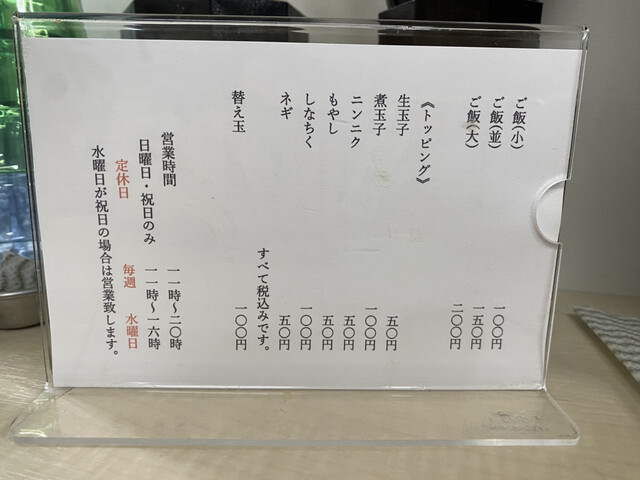 ご飯(小) 一〇〇円
ご飯(並) 一五〇円
ご飯(大) 二〇〇円
《トッピング》
生玉子 五〇円
煮玉子 一〇〇円
ニンニク 五〇円
もやし 五〇円
しなちく 一〇〇円
ネギ 五〇円
すべて税込みです。
替え玉 一〇〇円
営業時間 一一時～二〇時
日曜日・祝日のみ 一一時～一六時
定休日 毎週 水曜日
水曜日が祝日の場合は営業致します。